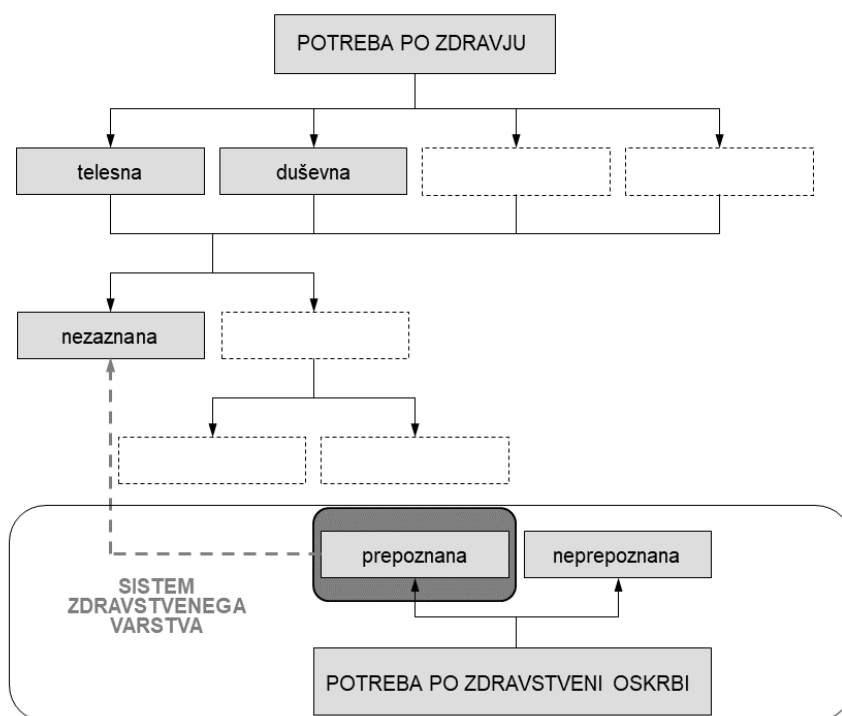 POTREBA PO ZDRAVJU
telesna
duševna
nezaznana
prepoznana
neprepoznana
SISTEM
ZDRAVSTVENEGA
VARSTVA
POTREBA PO ZDRAVSTVENI OSKRBI